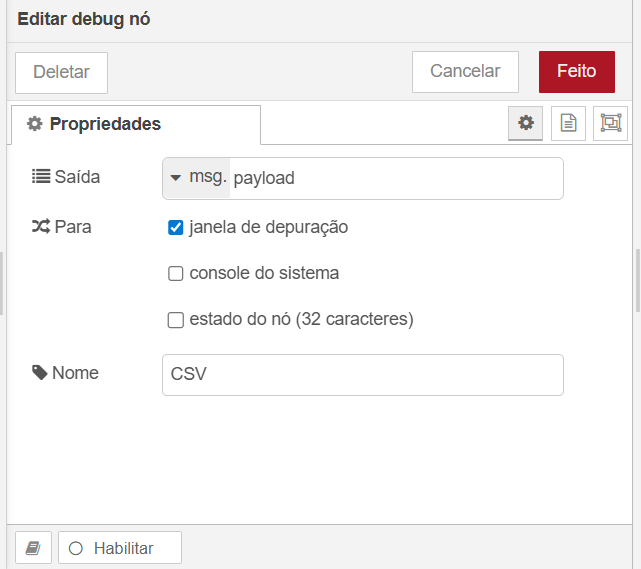 Editar debug nó
Deletar
Cancelar
Feito
Propriedades
Saída
msg. payload
Para
janela de depuração
console do sistema
estado do nó (32 caracteres)
Nome
CSV
Habilitar